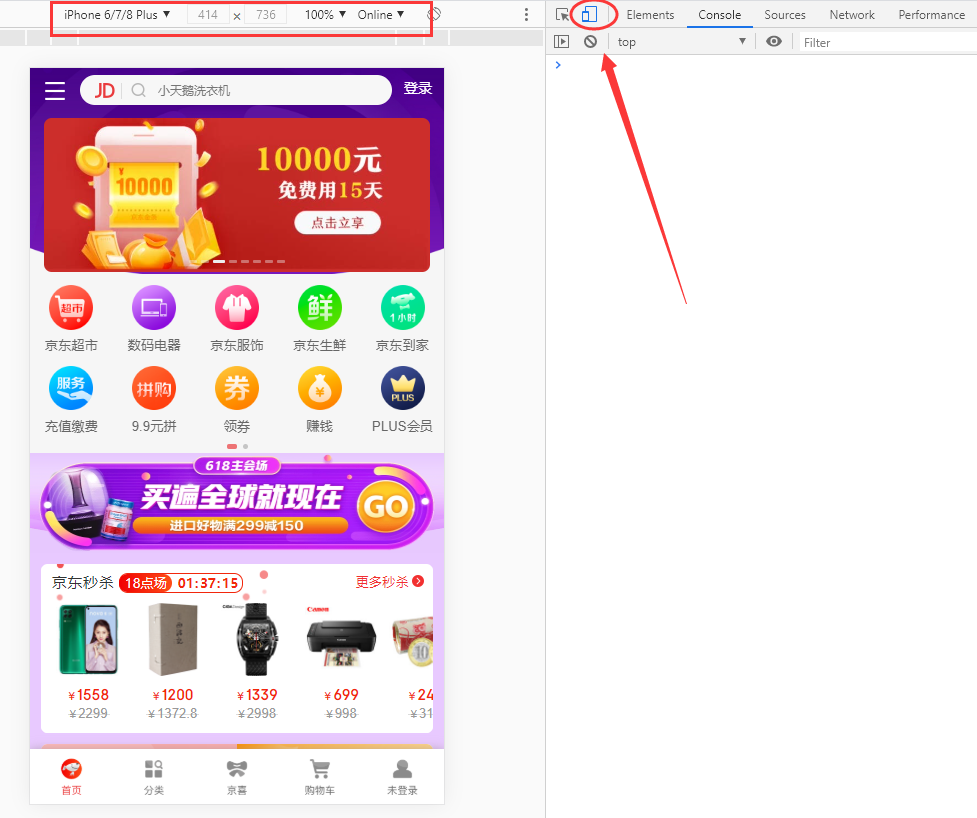 iPhone 6/7/8 Plus ▼ 414 × 736 100% ▼ Online ▼
Elements Console Sources Network Performance
top ▼ Filter
JD 小天鹅洗衣机 登录
10000元
免费用15天
点击立享
¥
10000
超市 鲜 1小时
京东超市 数码电器 京东服饰 京东生鲜 京东到家
服务 拼购 券 ¥ PLUS
充值缴费 9.9元拼 领券 赚钱 PLUS会员
618主会场
买遍全球就现在
GO
进口好物满299减150
京东秒杀 18点场 01:37:15 更多秒杀
Canon
¥1558 ¥1200 ¥1339 ¥699 ¥24
¥2299 ¥1372.8 ¥2998 ¥998 ¥31
首页 分类 京喜 购物车 未登录